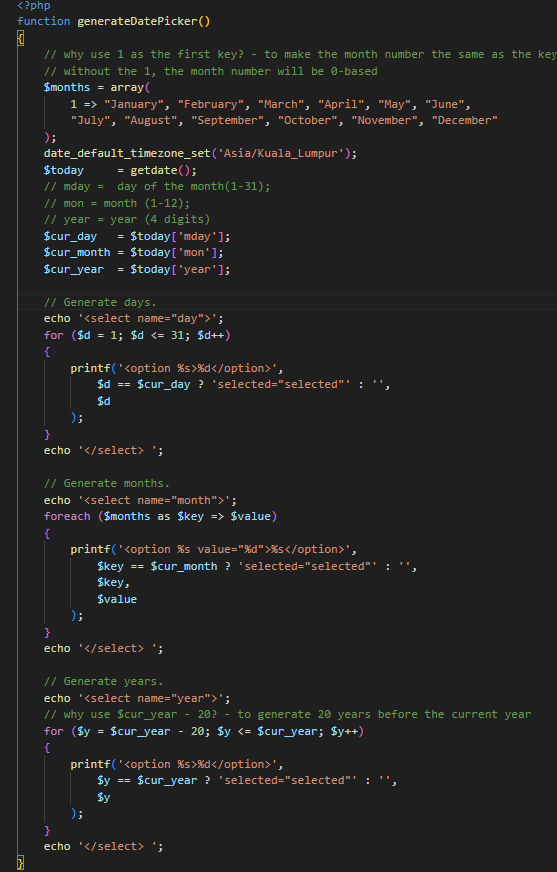 <?php
function generateDatePicker()
{
    // why use 1 as the first key? - to make the month number the same as the key
    // without the 1, the month number will be 0-based
    $months = array(
        1 => "January", "February", "March", "April", "May", "June",
        "July", "August", "September", "October", "November", "December"
    );
    date_default_timezone_set('Asia/Kuala_Lumpur');
    $today     = getdate();
    // mday =  day of the month(1-31);
    // mon = month (1-12);
    // year = year (4 digits)
    $cur_day   = $today['mday'];
    $cur_month = $today['mon'];
    $cur_year  = $today['year'];

    // Generate days.
    echo '<select name="day">';
    for ($d = 1; $d <= 31; $d++)
    {
        printf('<option %s>%d</option>',
            $d == $cur_day ? 'selected="selected"' : '',
            $d
        );
    }
    echo '</select> ';

    // Generate months.
    echo '<select name="month">';
    foreach ($months as $key => $value)
    {
        printf('<option %s value="%d">%s</option>',
            $key == $cur_month ? 'selected="selected"' : '',
            $key,
            $value
        );
    }
    echo '</select> ';

    // Generate years.
    echo '<select name="year">';
    // why use $cur_year - 20? - to generate 20 years before the current year
    for ($y = $cur_year - 20; $y <= $cur_year; $y++)
    {
        printf('<option %s>%d</option>',
            $y == $cur_year ? 'selected="selected"' : '',
            $y
        );
    }
    echo '</select> ';
}